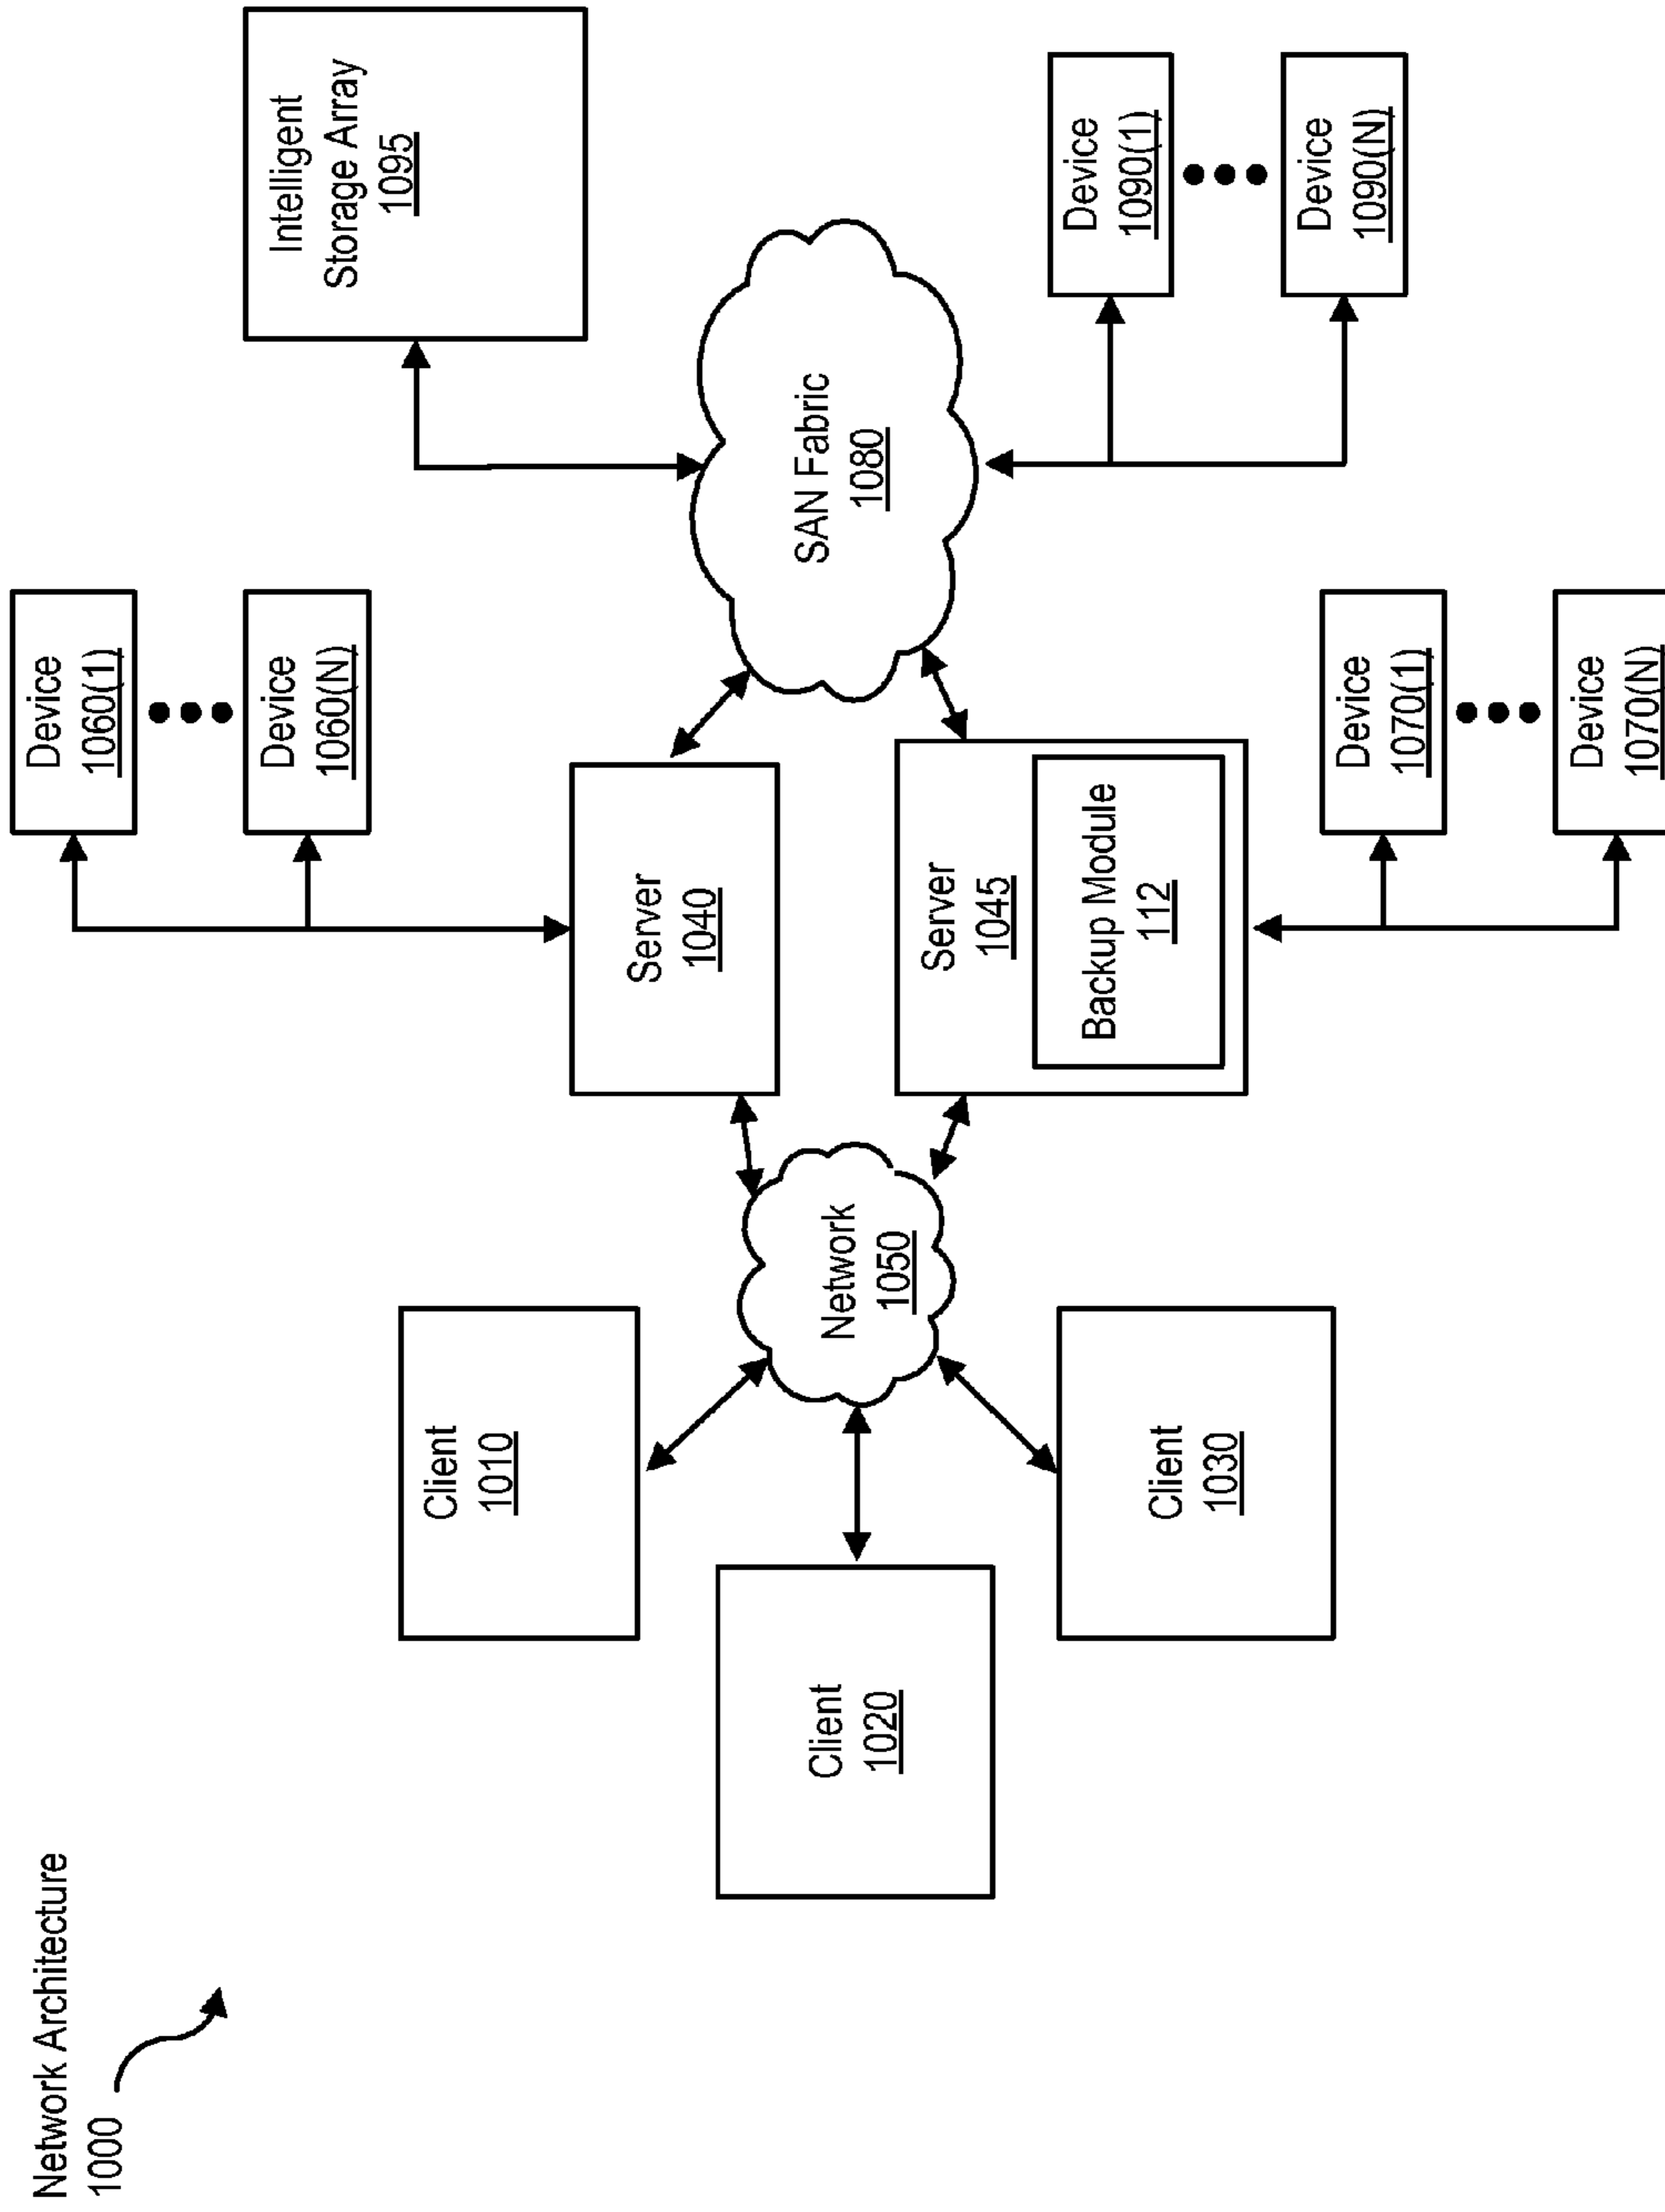 Network Architecture
1000
Client
1010
Client
1020
Client
1030
Network
1050
Server
1040
Server
1045
Backup Module
112
Device
1060(1)
Device
1060(N)
Device
1070(1)
Device
1070(N)
SAN Fabric
1080
Intelligent
Storage Array
1095
Device
1090(1)
Device
1090(N)